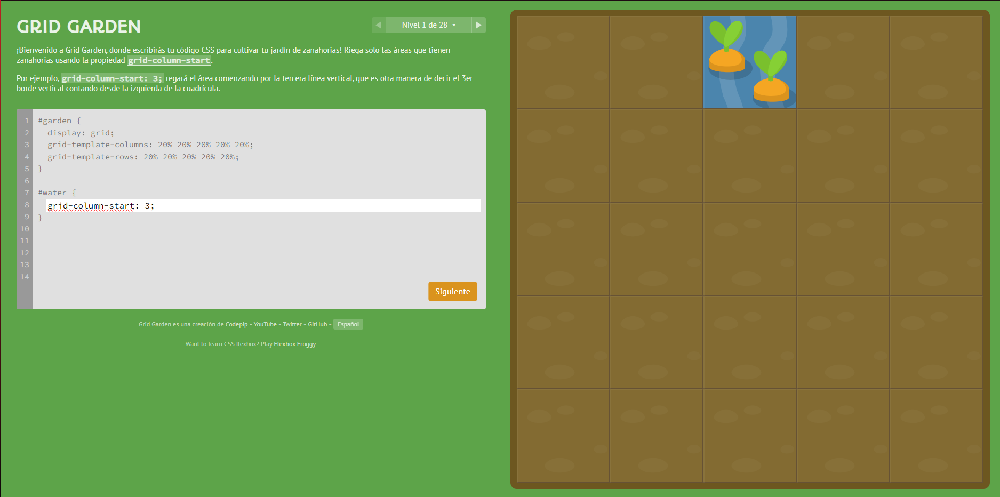 GRID GARDEN
Nivel 1 de 28
¡Bienvenido a Grid Garden, donde escribirás tu código CSS para cultivar tu jardín de zanahorias! Riega solo las áreas que tienen
zanahorias usando la propiedad grid-column-start.
Por ejemplo, grid-column-start: 3; regará el área comenzando por la tercera línea vertical, que es otra manera de decir el 3er
borde vertical contando desde la izquierda de la cuadrícula.
1 #garden {
2 display: grid;
3 grid-template-columns: 20% 20% 20% 20% 20%;
4 grid-template-rows: 20% 20% 20% 20% 20%;
5 }
6
7 #water {
8 grid-column-start: 3;
9 }
10
11
12
13
14
Siguiente
Grid Garden es una creación de Codepip • YouTube • Twitter • GitHub • Español
Want to learn CSS flexbox? Play Flexbox Froggy.